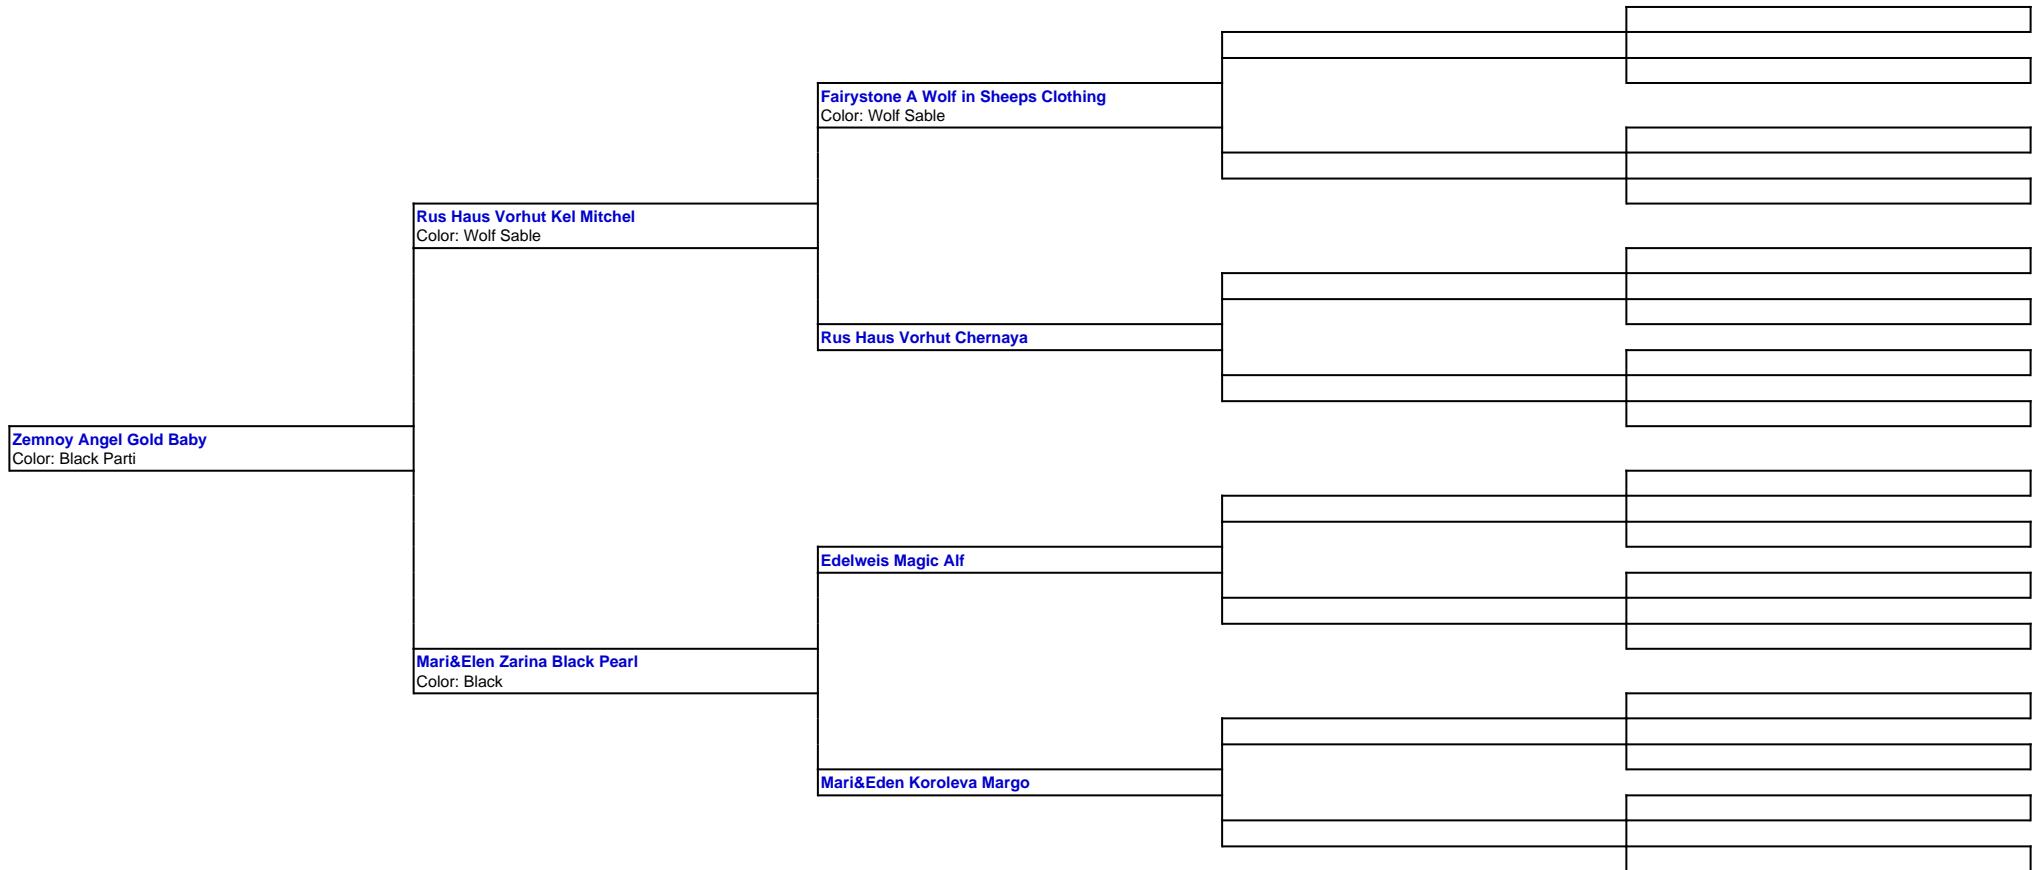 Fairystone A Wolf in Sheeps Clothing
Color: Wolf Sable
Rus Haus Vorhut Kel Mitchel
Color: Wolf Sable
Rus Haus Vorhut Chernaya
Zemnoy Angel Gold Baby
Color: Black Parti
Edelweis Magic Alf
Mari&Elen Zarina Black Pearl
Color: Black
Mari&Eden Koroleva Margo